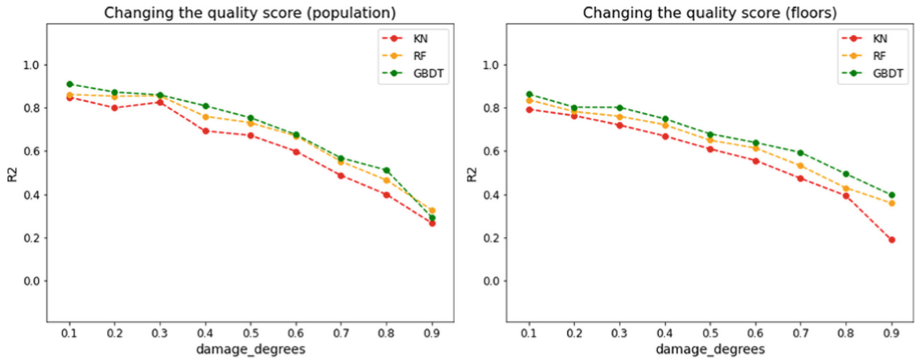 Changing the quality score (population)
KN
RF
GBDT
1.0
0.8
0.6
0.4
0.2
0.0
R2
0.1 0.2 0.3 0.4 0.5 0.6 0.7 0.8 0.9
damage_degrees
Changing the quality score (floors)
KN
RF
GBDT
1.0
0.8
0.6
0.4
0.2
0.0
R2
0.1 0.2 0.3 0.4 0.5 0.6 0.7 0.8 0.9
damage_degrees